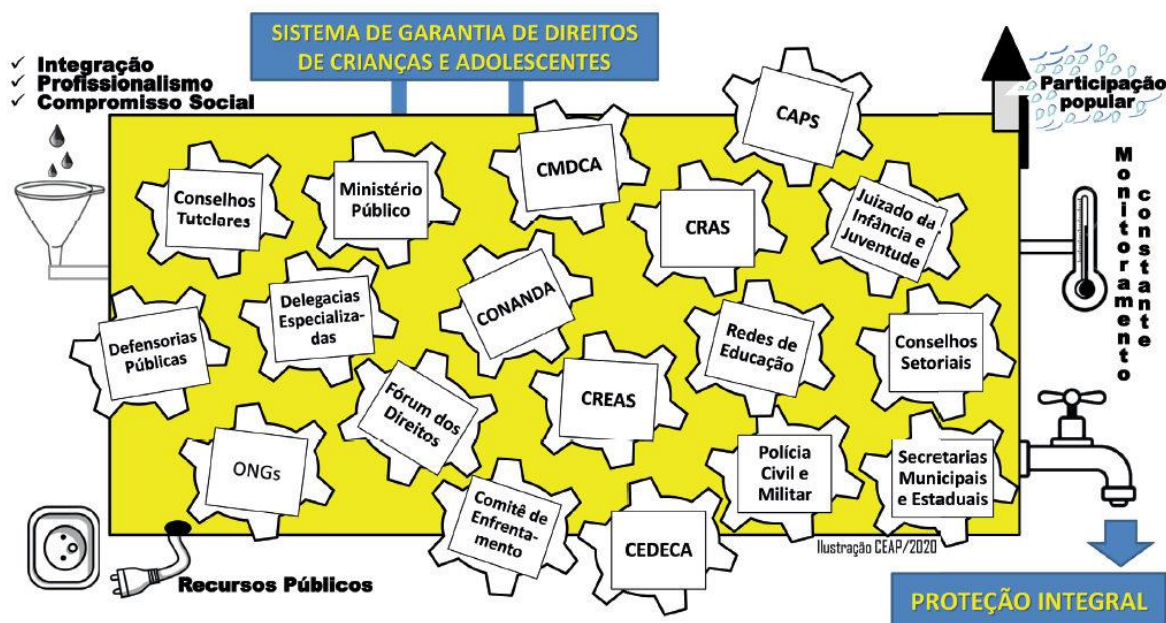 SISTEMA DE GARANTIA DE DIREITOS
DE CRIANÇAS E ADOLESCENTES
✓ Integração
✓ Profissionalismo
✓ Compromisso Social
Participação
popular
Monitoramento
constante
CAPS
CMDCA
Ministério
Público
Conselhos
Tutclares
CRAS
Juizado da
Infância e
Juventude
Delegacias
Especializa-
das
CONANDA
Defensorias
Públicas
Redes de
Educação
Conselhos
Setoriais
Fórum dos
Direitos
CREAS
ONGs
Polícia
Civil e
Militar
Secretarias
Municipais
e Estaduais
Comitê de
Enfrenta-
mento
CEDECA
Ilustração CEAP/2020
Recursos Públicos
PROTEÇÃO INTEGRAL